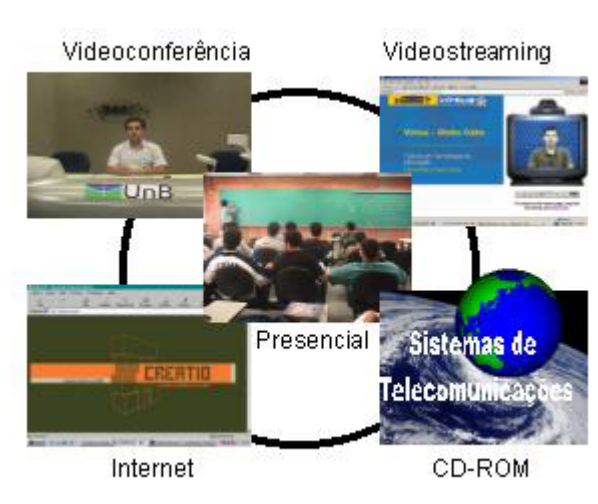 Videoconferência
Videostreaming
UnB
Presencial
CREATIO
Sistemas de
Telecomunicações
Internet
CD-ROM